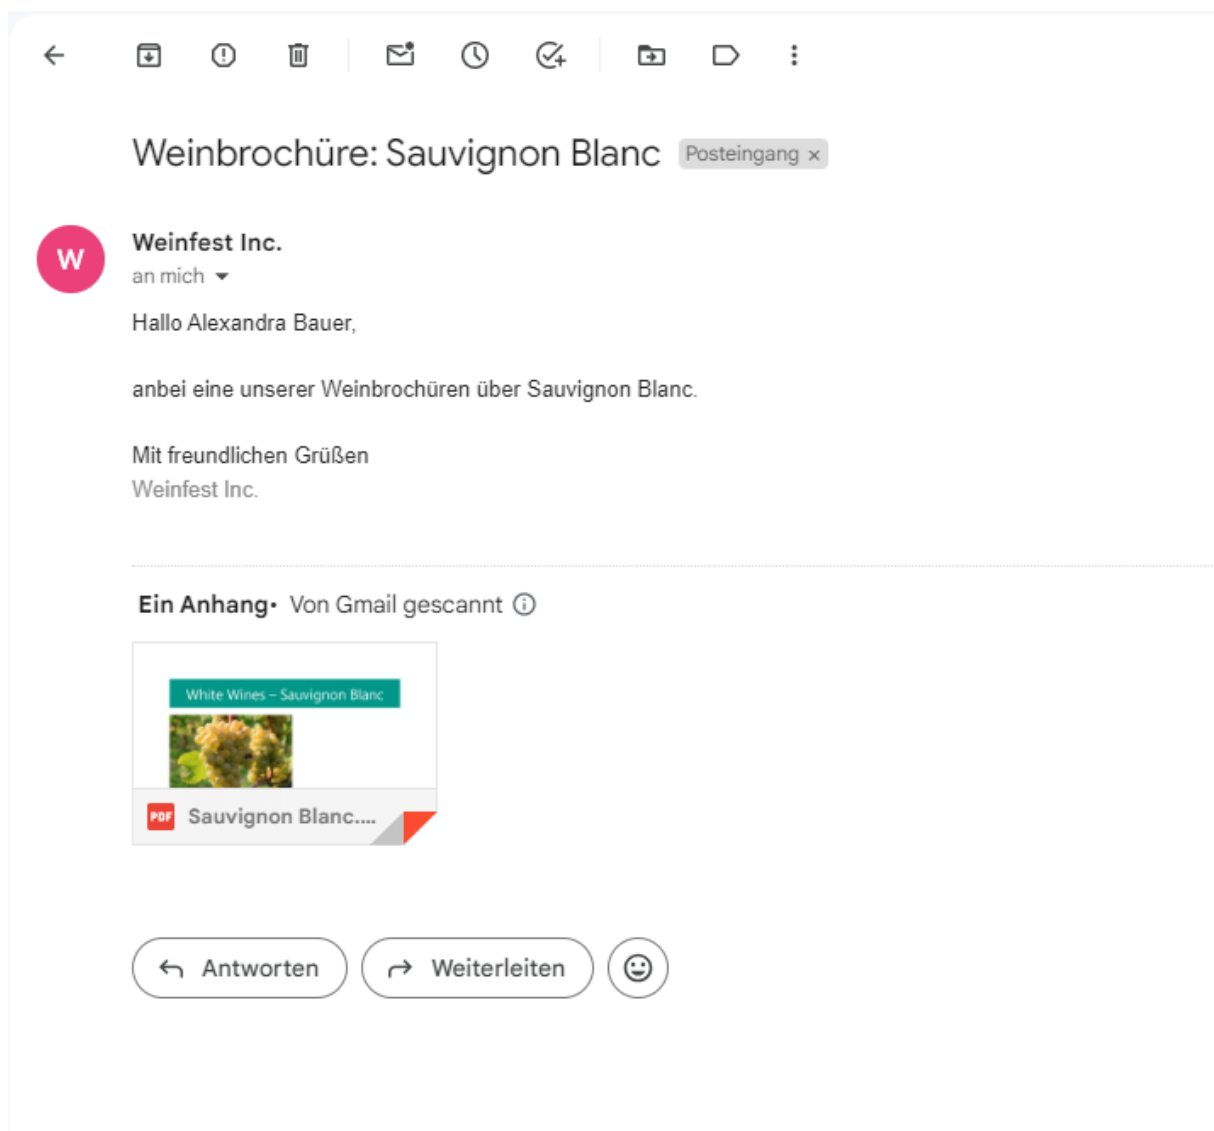 Weinbrochüre: Sauvignon Blanc Posteingang ×
W
Weinfest Inc.
an mich
Hallo Alexandra Bauer,
anbei eine unserer Weinbrochüren über Sauvignon Blanc.
Mit freundlichen Grüßen
Weinfest Inc.
Ein Anhang• Von Gmail gescannt
White Wines – Sauvignon Blanc
PDF Sauvignon Blanc....
Antworten Weiterleiten